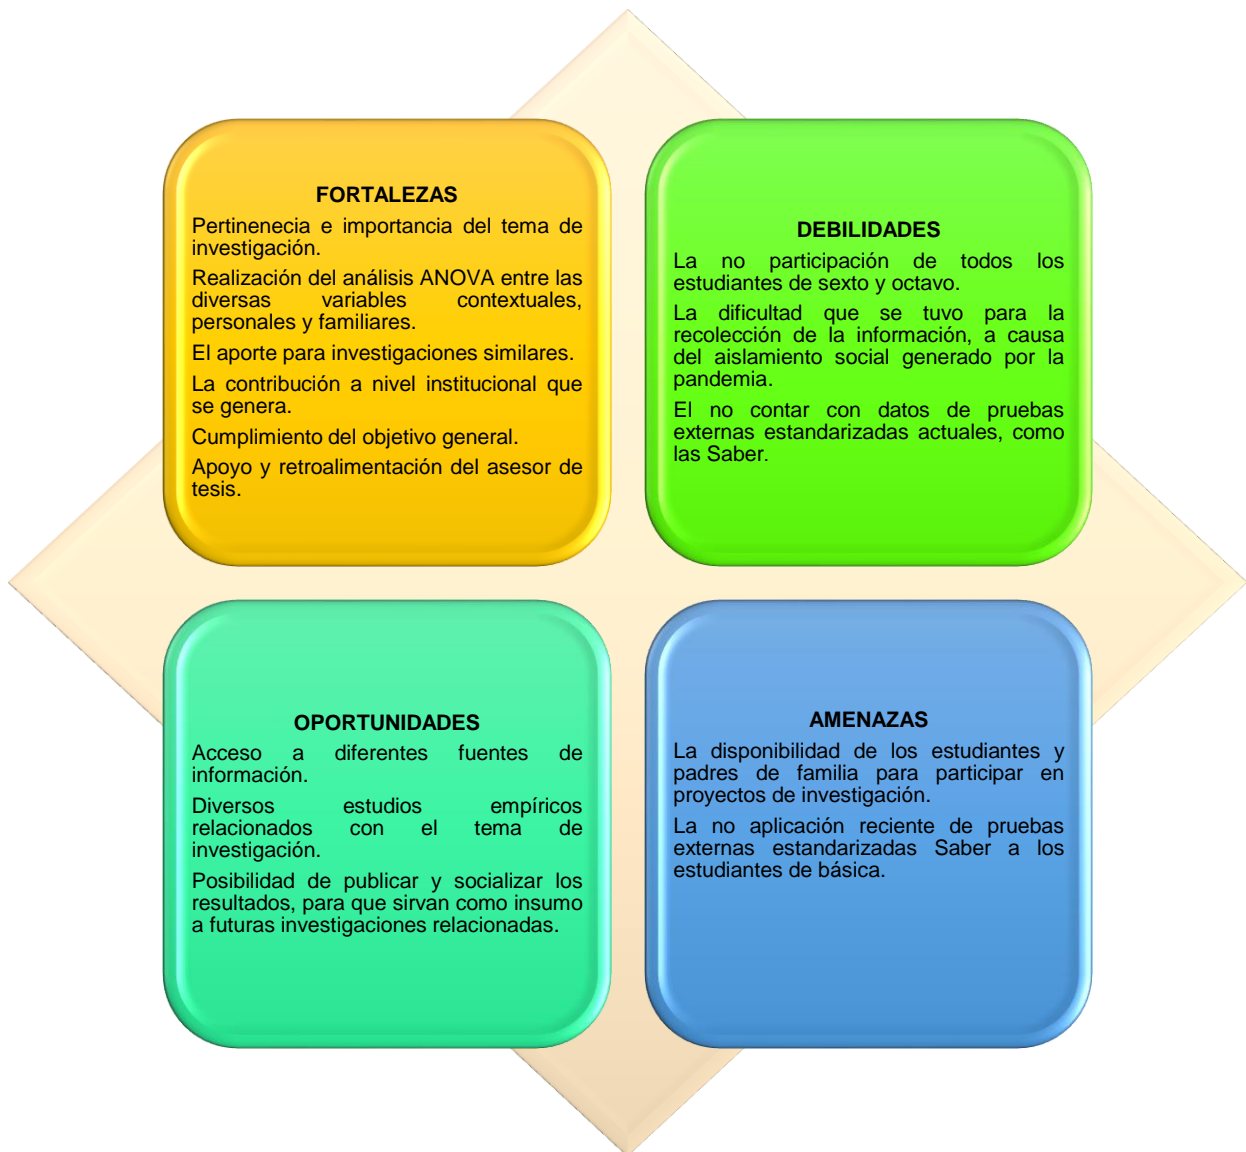 FORTALEZAS
Pertinenecia e importancia del tema de
investigación.
Realización del análisis ANOVA entre las
diversas variables contextuales,
personales y familiares.
El aporte para investigaciones similares.
La contribución a nivel institucional que
se genera.
Cumplimiento del objetivo general.
Apoyo y retroalimentación del asesor de
tesis.
DEBILIDADES
La no participación de todos los
estudiantes de sexto y octavo.
La dificultad que se tuvo para la
recolección de la información, a causa
del aislamiento social generado por la
pandemia.
El no contar con datos de pruebas
externas estandarizadas actuales, como
las Saber.
OPORTUNIDADES
Acceso a diferentes fuentes de
información.
Diversos estudios empíricos
relacionados con el tema de
investigación.
Posibilidad de publicar y socializar los
resultados, para que sirvan como insumo
a futuras investigaciones relacionadas.
AMENAZAS
La disponibilidad de los estudiantes y
padres de familia para participar en
proyectos de investigación.
La no aplicación reciente de pruebas
externas estandarizadas Saber a los
estudiantes de básica.